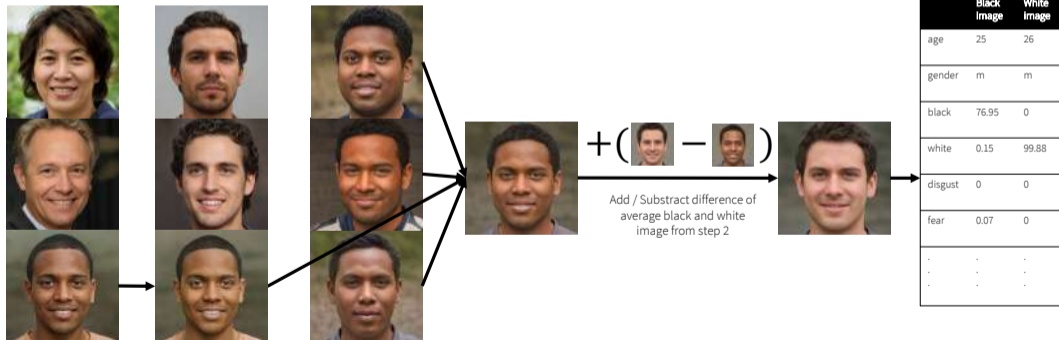 Black White
Image Image
age 25 26
gender m m
black 76.95 0
white 0.15 99.88
disgust 0 0
fear 0.07 0
. . .
. . .
. . .
+( − )
Add / Substract difference of
average black and white
image from step 2